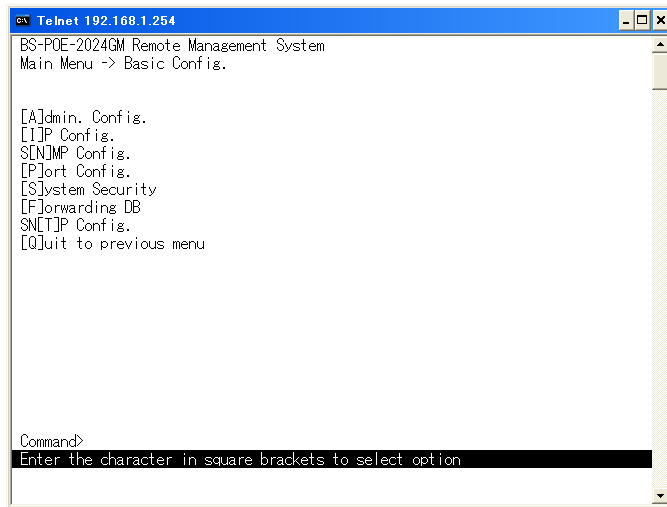 Telnet 192.168.1.254
BS-POE-2024GM Remote Management System
Main Menu -> Basic Config.
[A]dmin. Config.
[I]P Config.
S[N]MP Config.
[P]ort Config.
[S]ystem Security
[F]orwarding DB
SN[T]P Config.
[Q]uit to previous menu
Command>
Enter the character in square brackets to select option